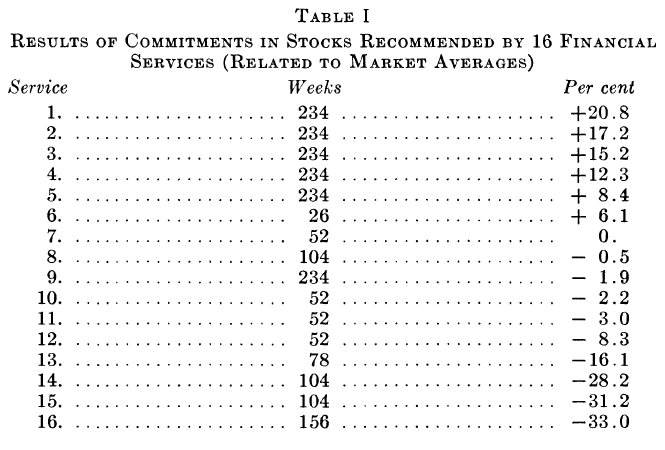 TABLE I
RESULTS OF COMMITMENTS IN STOCKS RECOMMENDED BY 16 FINANCIAL
SERVICES (RELATED TO MARKET AVERAGES)
Service Weeks Per cent
1. 234 +20.8
2. 234 +17.2
3. 234 +15.2
4. 234 +12.3
5. 234 + 8.4
6. 26 + 6.1
7. 52 0.
8. 104 − 0.5
9. 234 − 1.9
10. 52 − 2.2
11. 52 − 3.0
12. 52 − 8.3
13. 78 −16.1
14. 104 −28.2
15. 104 −31.2
16. 156 −33.0